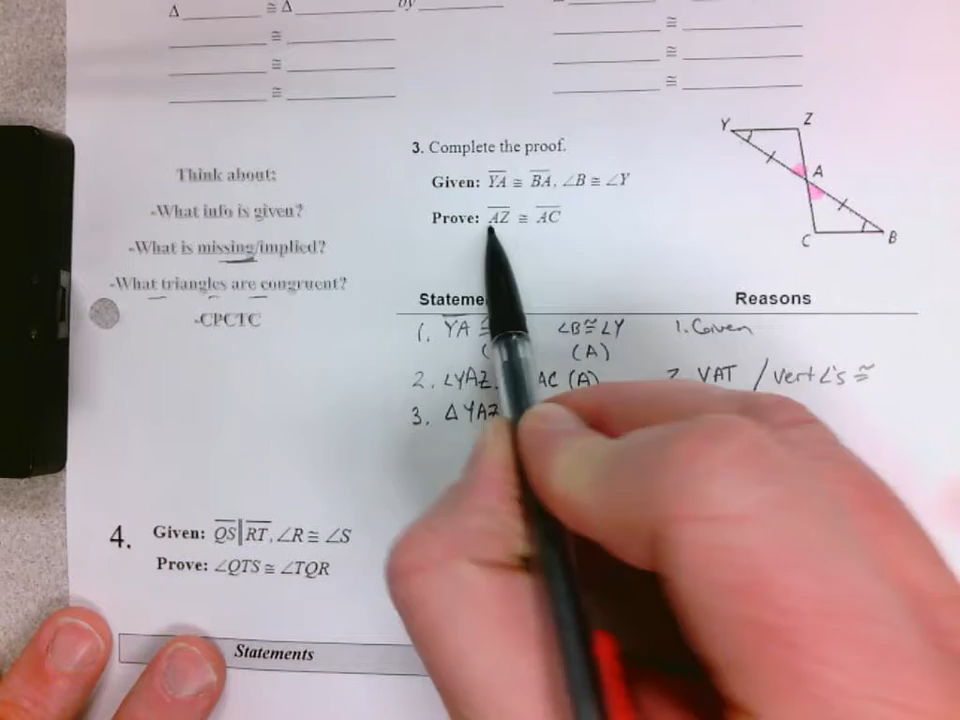 Δ ≅ Δ by
≅ ≅
≅ ≅
≅ ≅
3. Complete the proof.
Given: YA ≅ BA, ∠B ≅ ∠Y
Prove: AZ ≅ AC
Y Z
A
C B
Think about:
-What info is given?
-What is missing/implied?
-What triangles are congruent?
-CPCTC
Reasons
1. YA ∠B≅∠Y 1. Given
(A)
2. ∠YAZ AC (A) 2. VAT / vert ∠'s ≅
3. Δ YAZ
4. Given: QS || RT, ∠R ≅ ∠S
Prove: ∠QTS ≅ ∠TQR
Statements